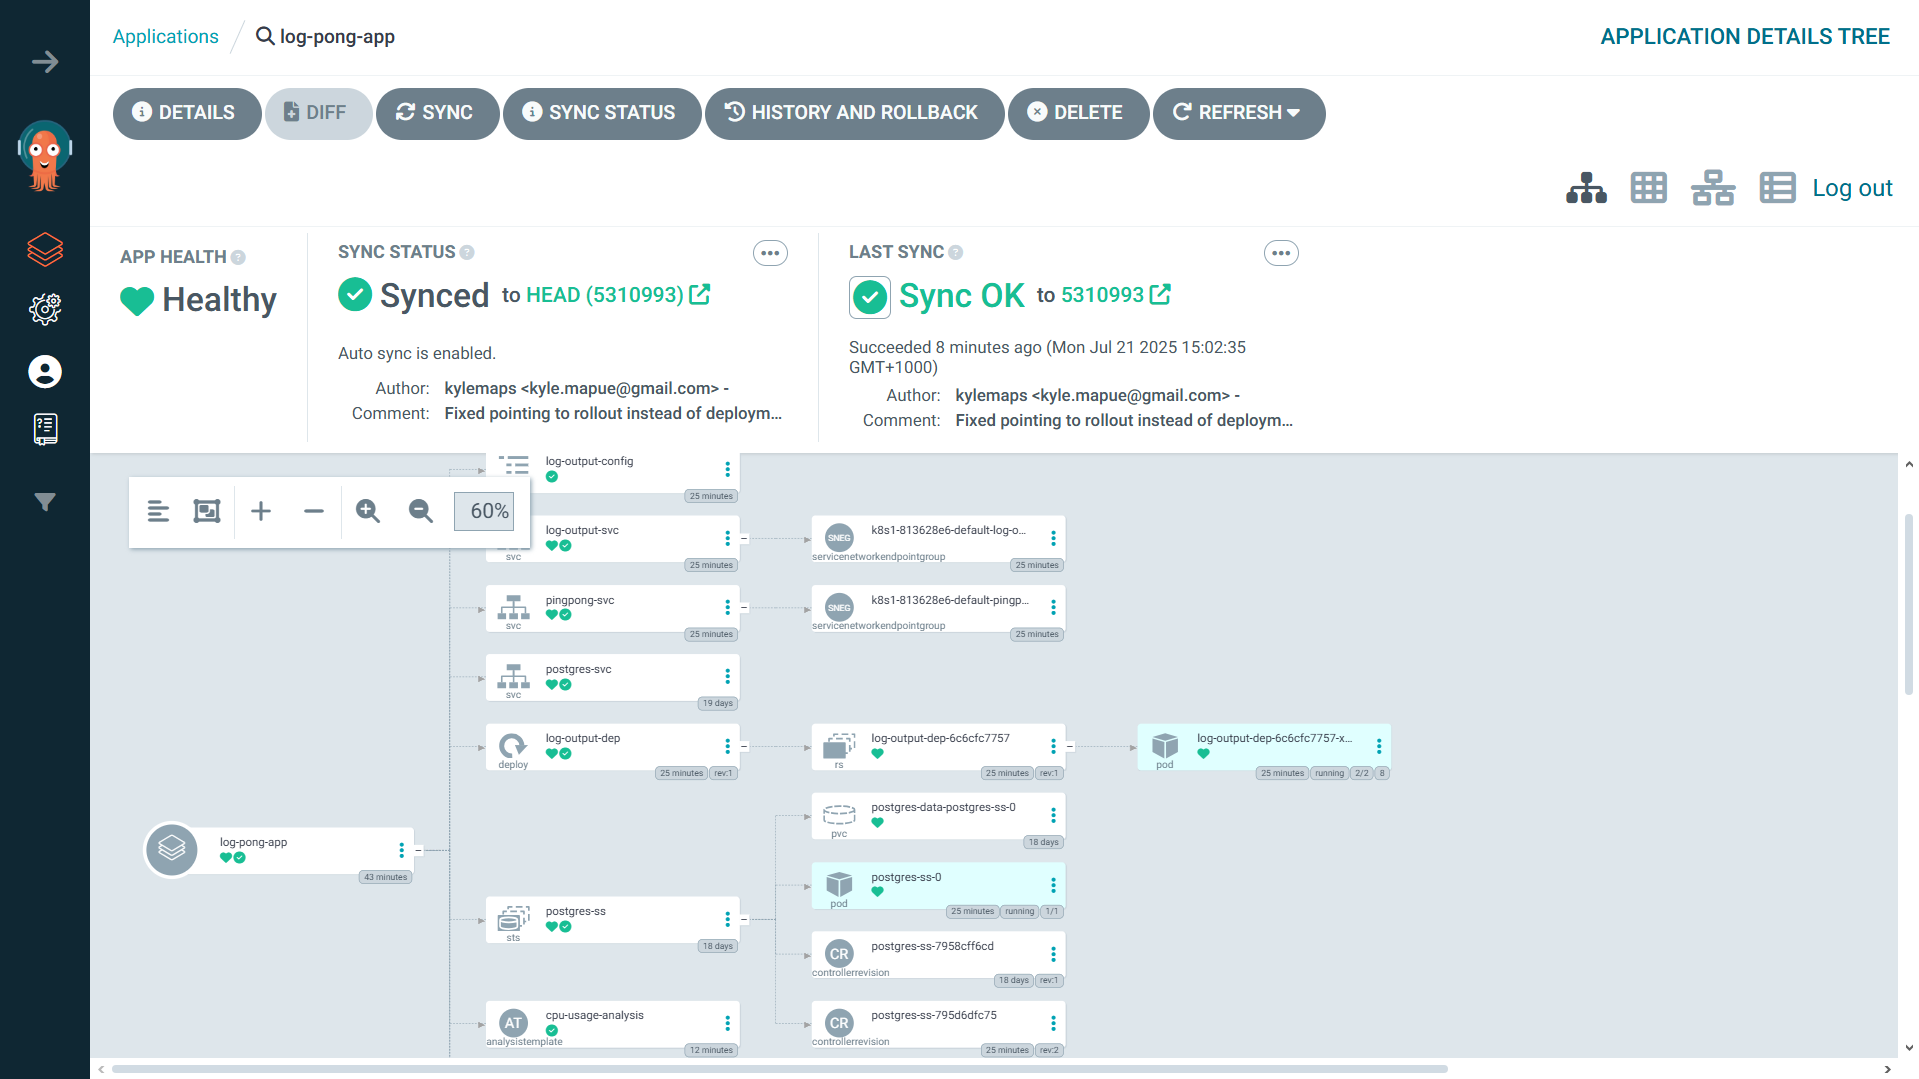 Applications
log-pong-app
APPLICATION DETAILS TREE
DETAILS
DIFF
SYNC
SYNC STATUS
HISTORY AND ROLLBACK
DELETE
REFRESH
Log out
APP HEALTH
Healthy
SYNC STATUS
Synced to HEAD (5310993)
Auto sync is enabled.
Author: kylemaps <kyle.mapue@gmail.com> -
Comment: Fixed pointing to rollout instead of deploym...
LAST SYNC
Sync OK to 5310993
Succeeded 8 minutes ago (Mon Jul 21 2025 15:02:35
GMT+1000)
Author: kylemaps <kyle.mapue@gmail.com> -
Comment: Fixed pointing to rollout instead of deploym...
60%
log-output-config
25 minutes
log-output-svc
svc
25 minutes
SNEG
k8s1-813628e6-default-log-o...
servicenetworkendpointgroup
25 minutes
pingpong-svc
svc
25 minutes
SNEG
k8s1-813628e6-default-pingp...
servicenetworkendpointgroup
25 minutes
postgres-svc
svc
19 days
log-output-dep
deploy
25 minutes rev:1
log-output-dep-6c6cfc7757
rs
25 minutes rev:1
log-output-dep-6c6cfc7757-x...
pod
25 minutes running 2/2 8
log-pong-app
43 minutes
postgres-data-postgres-ss-0
pvc
18 days
postgres-ss-0
pod
25 minutes running 1/1
postgres-ss
sts
18 days
CR
postgres-ss-7958cff6cd
controllerrevision
18 days rev:1
AT
cpu-usage-analysis
analysistemplate
12 minutes
CR
postgres-ss-795d6dfc75
controllerrevision
25 minutes rev:2